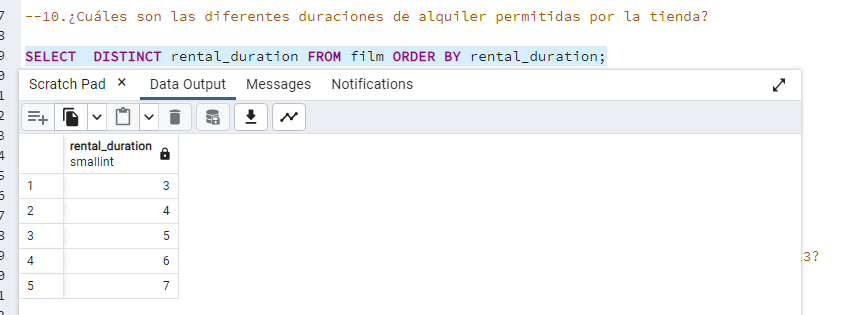 7 --10.¿Cuáles son las diferentes duraciones de alquiler permitidas por la tienda?
8
9 SELECT  DISTINCT rental_duration FROM film ORDER BY rental_duration;
Scratch Pad × Data Output Messages Notifications
rental_duration
smallint
1 3
2 4
3 5
4 6
5 7
3?